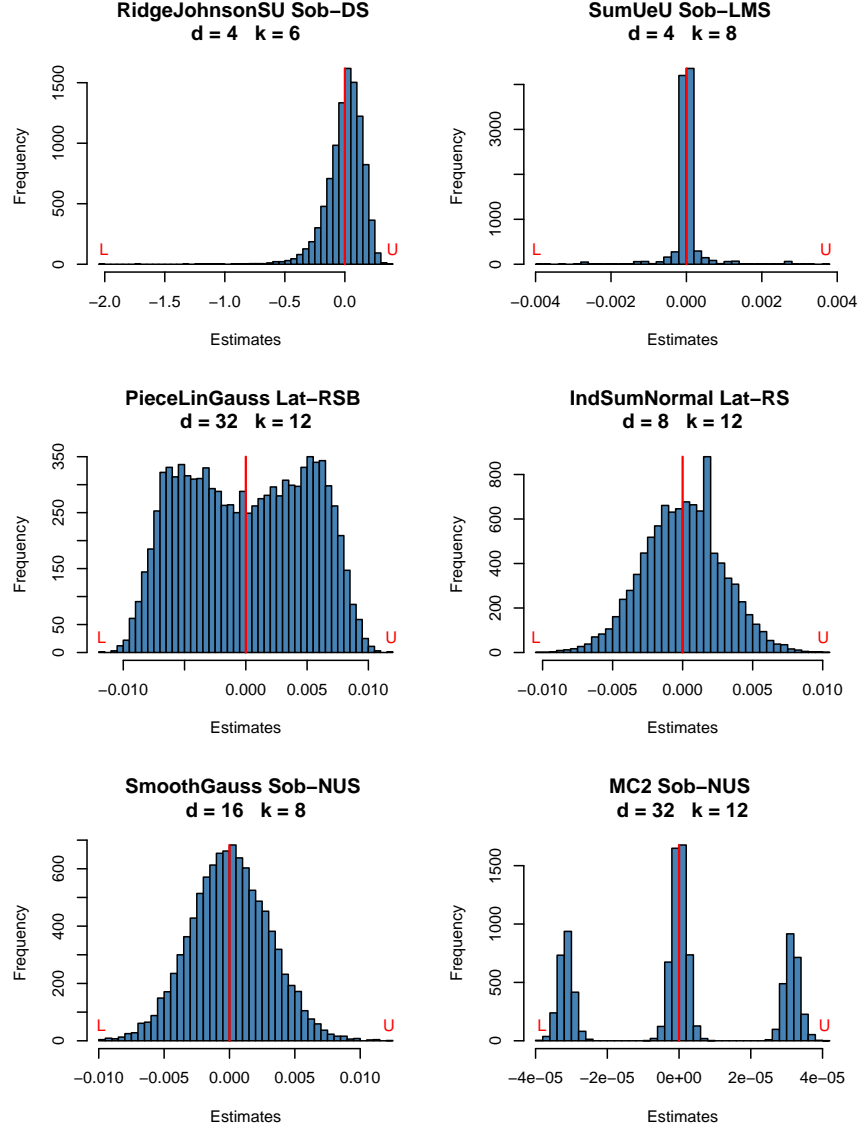 RidgeJohnsonSU Sob−DS
d = 4 k = 6
Frequency
0
500
1000
1500
L
U
−2.0
−1.5
−1.0
−0.5
0.0
Estimates
SumUeU Sob−LMS
d = 4 k = 8
Frequency
0
1000
3000
L
U
−0.004
−0.002
0.000
0.002
0.004
Estimates
PieceLinGauss Lat−RSB
d = 32 k = 12
Frequency
0
50
150
250
350
L
U
−0.010
0.000
0.005
0.010
Estimates
IndSumNormal Lat−RS
d = 8 k = 12
Frequency
0
200
400
600
800
L
U
−0.010
−0.005
0.000
0.005
0.010
Estimates
SmoothGauss Sob−NUS
d = 16 k = 8
Frequency
0
200
400
600
L
U
−0.010
−0.005
0.000
0.005
0.010
Estimates
MC2 Sob−NUS
d = 32 k = 12
Frequency
0
500
1000
1500
L
U
−4e−05
−2e−05
0e+00
2e−05
4e−05
Estimates